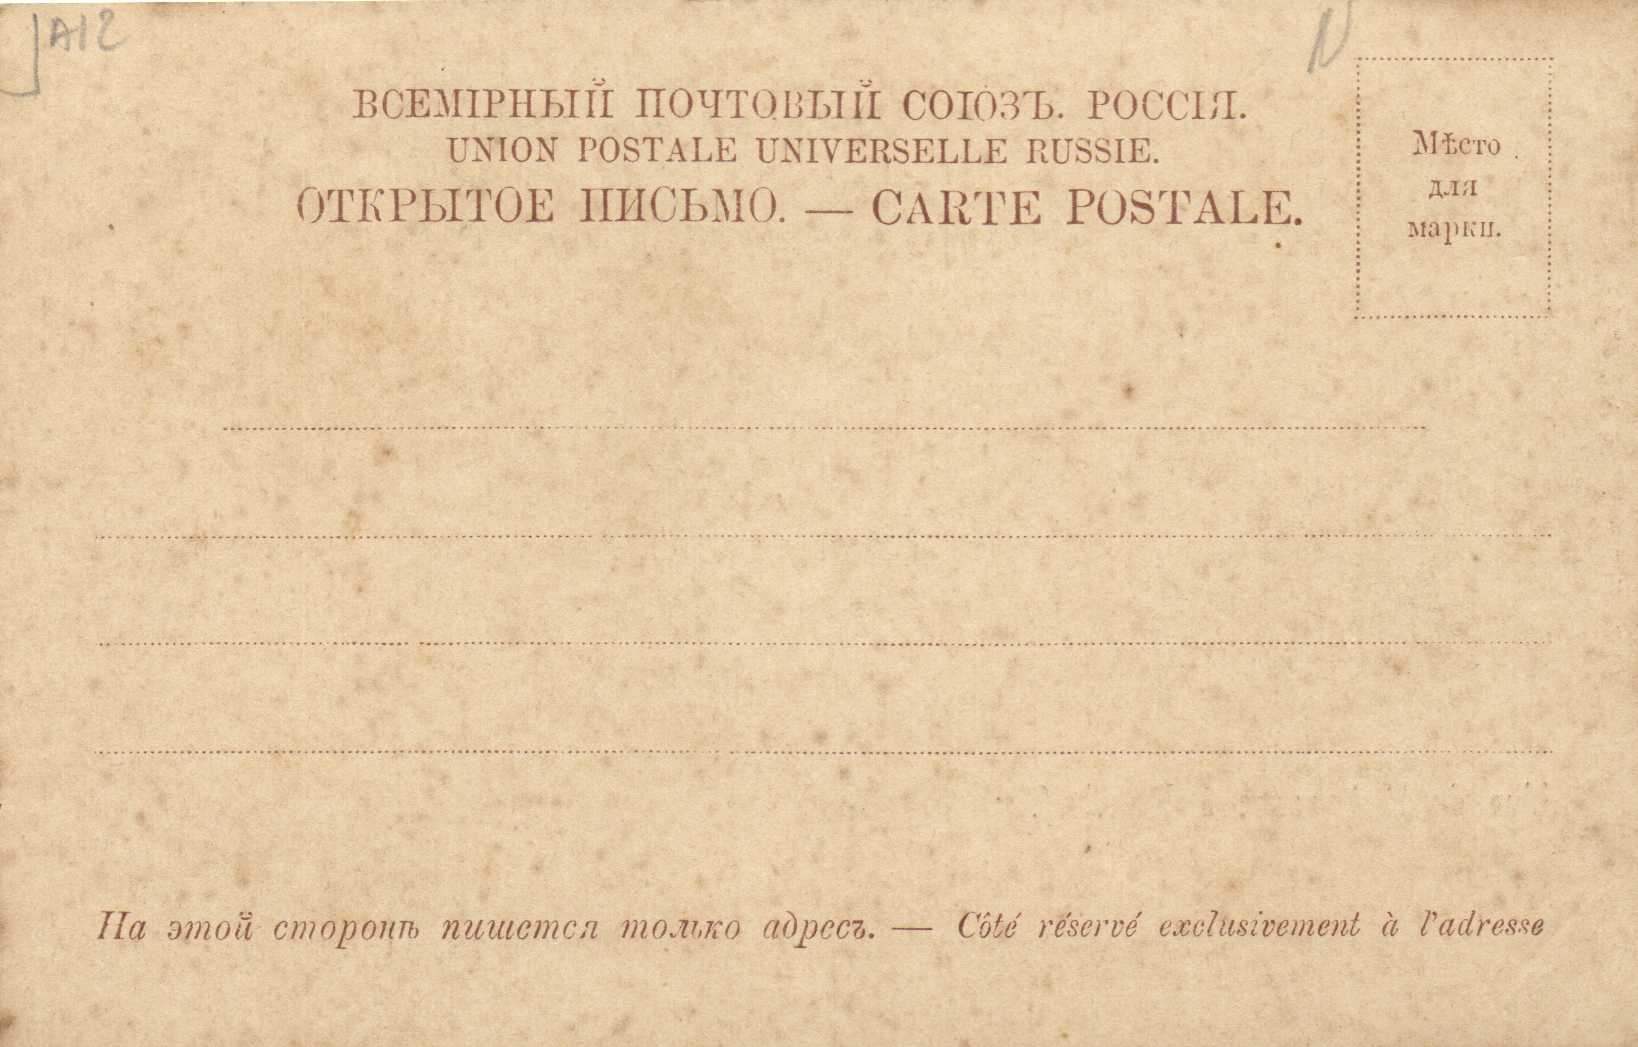 A12
ВСЕМІРНЫЙ ПОЧТОВЫЙ СОЮЗЪ. РОССІЯ.
UNION POSTALE UNIVERSELLE RUSSIE.
ОТКРЫТОЕ ПИСЬМО. — CARTE POSTALE.
Мѣсто
для
марки.
На этой сторонѣ пишется только адресъ. — Côté réservé exclusivement à l'adresse